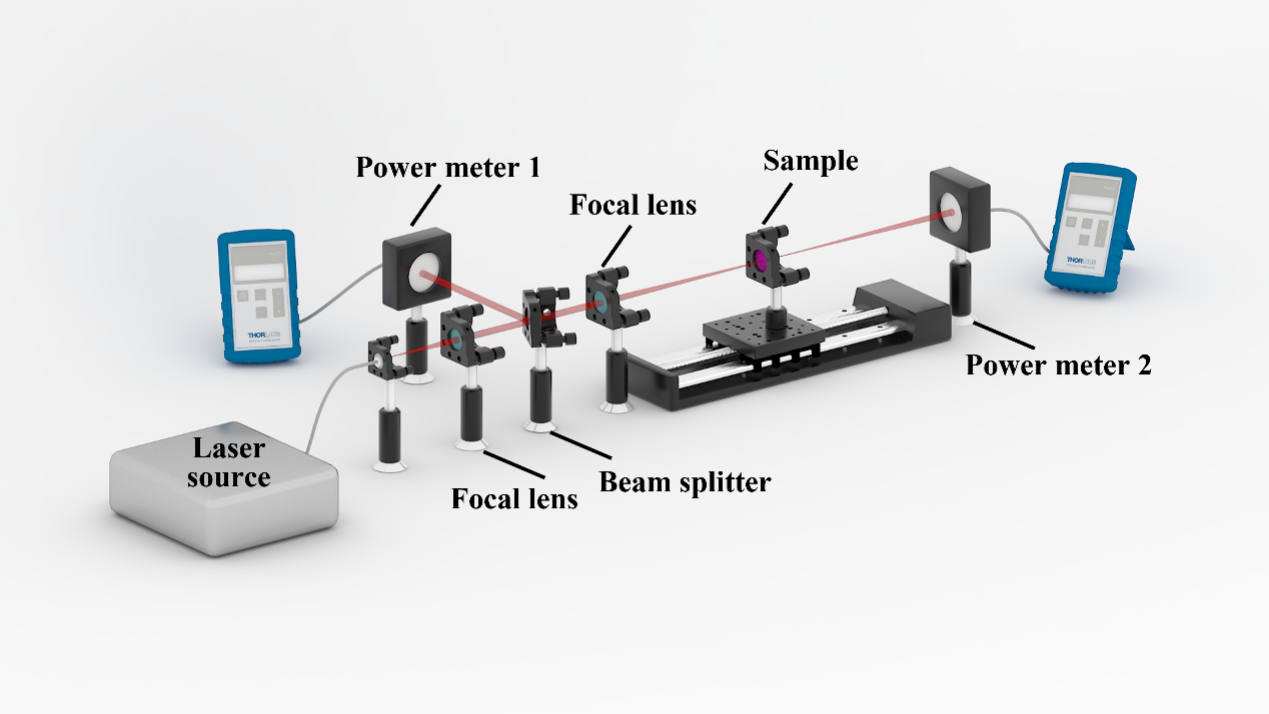 Power meter 1
Sample
Focal lens
THORLABS
THORLABS
Power meter 2
Laser
source
Focal lens
Beam splitter